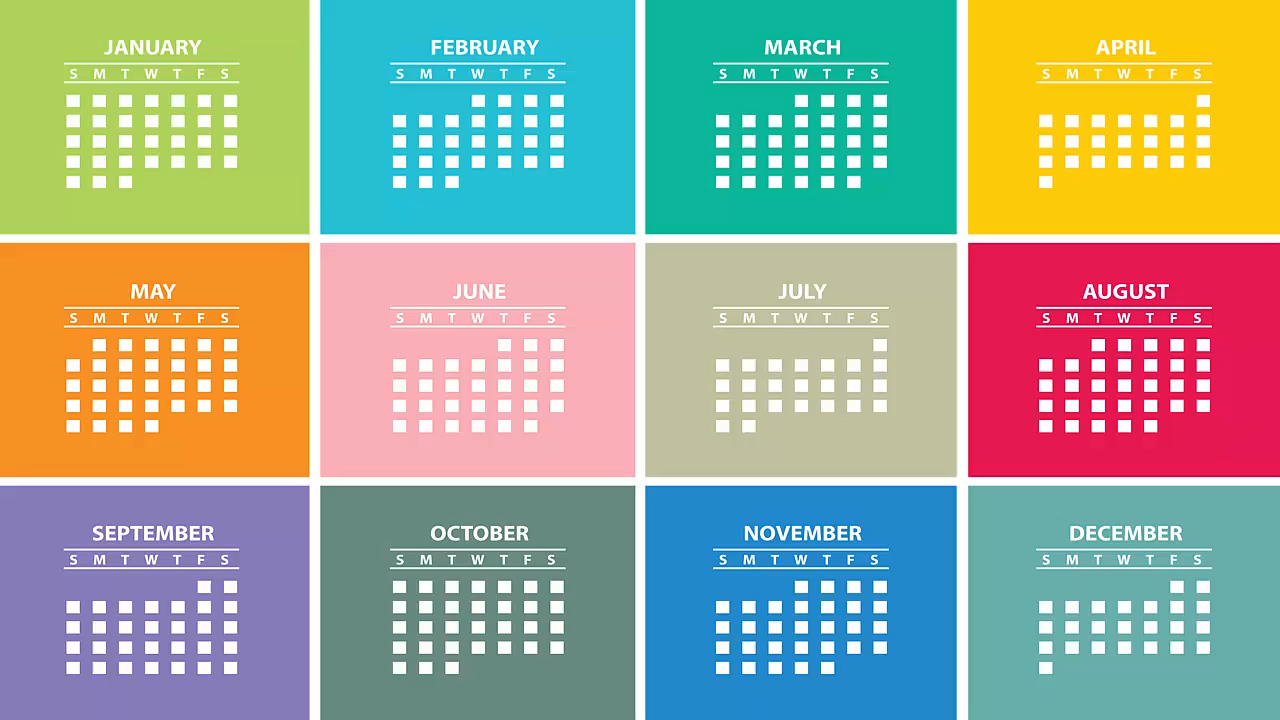 JANUARY
S M T W T F S
FEBRUARY
S M T W T F S
MARCH
S M T W T F S
APRIL
S M T W T F S
MAY
S M T W T F S
JUNE
S M T W T F S
JULY
S M T W T F S
AUGUST
S M T W T F S
SEPTEMBER
S M T W T F S
OCTOBER
S M T W T F S
NOVEMBER
S M T W T F S
DECEMBER
S M T W T F S